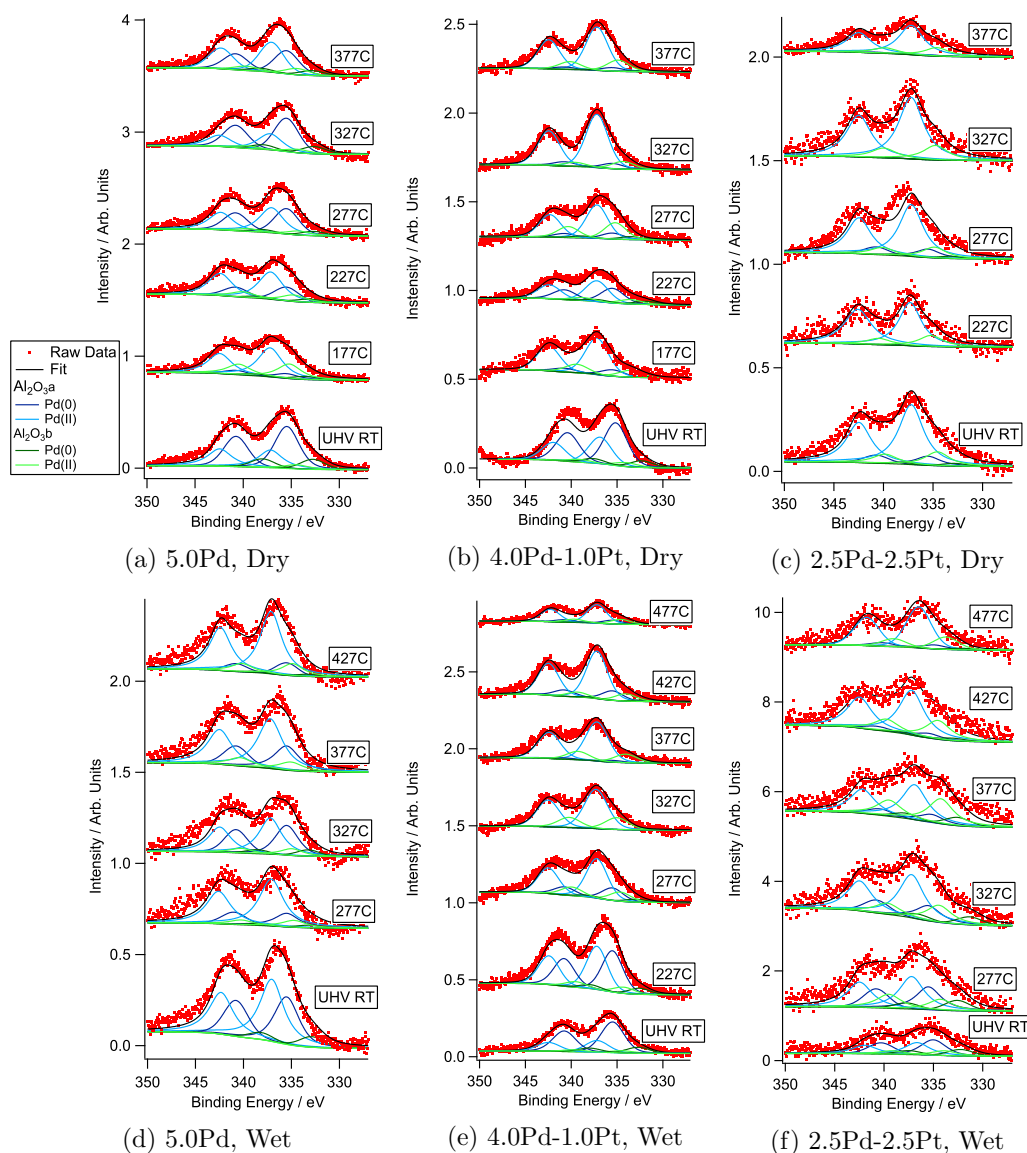 4
3
2
1
0
Intensity / Arb. Units
377C
327C
277C
227C
177C
UHV RT
350 345 340 335 330
Binding Energy / eV
(a) 5.0Pd, Dry
Raw Data
Fit
Al2O3a
Pd(0)
Pd(II)
Al2O3b
Pd(0)
Pd(II)
2.5
2.0
1.5
1.0
0.5
0.0
Instensity / Arb. Units
377C
327C
277C
227C
177C
UHV RT
350 345 340 335 330
Binding Energy / eV
(b) 4.0Pd-1.0Pt, Dry
2.0
1.5
1.0
0.5
0.0
Intensity / Arb. Units
377C
327C
277C
227C
UHV RT
350 345 340 335 330
Binding Energy / eV
(c) 2.5Pd-2.5Pt, Dry
2.0
1.5
1.0
0.5
0.0
Intensity / Arb. Units
427C
377C
327C
277C
UHV RT
350 345 340 335 330
Binding Energy / eV
(d) 5.0Pd, Wet
2.5
2.0
1.5
1.0
0.5
0.0
Intensity / Arb. Units
477C
427C
377C
327C
277C
227C
UHV RT
350 345 340 335 330
Binding Energy / eV
(e) 4.0Pd-1.0Pt, Wet
10
8
6
4
2
0
Intensity / Arb. Units
477C
427C
377C
327C
277C
UHV RT
350 345 340 335 330
Binding Energy / eV
(f) 2.5Pd-2.5Pt, Wet